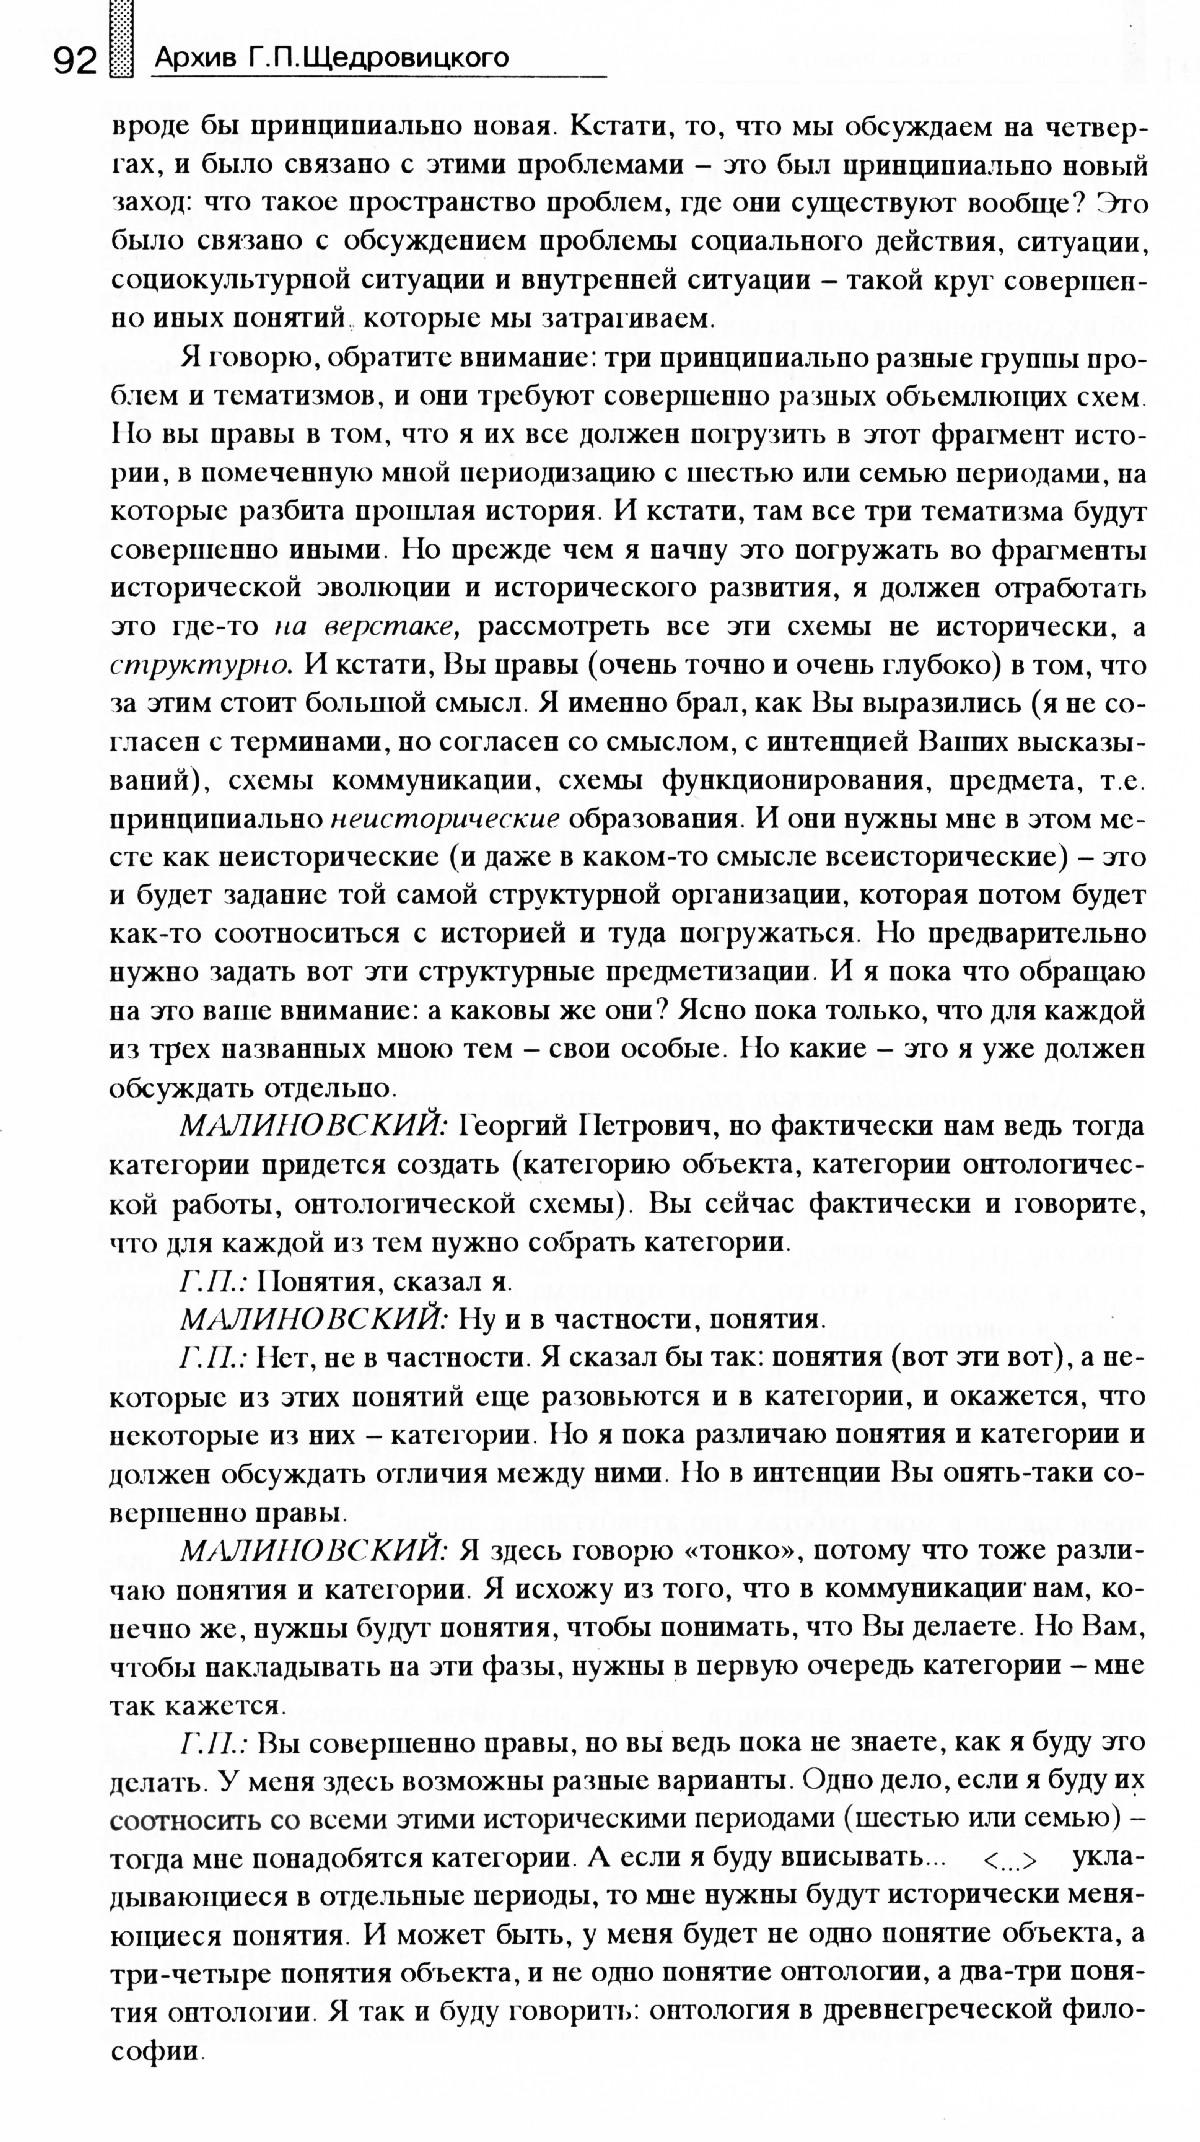 92 Архив Г.П.Щедровицкого
вроде бы принципиально новая. Кстати, то, что мы обсуждаем на четвер-
гах, и было связано с этими проблемами – это был принципиально новый
заход: что такое пространство проблем, где они существуют вообще? Это
было связано с обсуждением проблемы социального действия, ситуации,
социокультурной ситуации и внутренней ситуации – такой круг совершен-
но иных понятий, которые мы затрагиваем.
Я говорю, обратите внимание: три принципиально разные группы про-
блем и тематизмов, и они требуют совершенно разных объемлющих схем.
Но вы правы в том, что я их все должен погрузить в этот фрагмент исто-
рии, в помеченную мной периодизацию с шестью или семью периодами, на
которые разбита прошлая история. И кстати, там все три тематизма будут
совершенно иными. Но прежде чем я начну это погружать во фрагменты
исторической эволюции и исторического развития, я должен отработать
это где-то на верстаке, рассмотреть все эти схемы не исторически, а
структурно. И кстати, Вы правы (очень точно и очень глубоко) в том, что
за этим стоит большой смысл. Я именно брал, как Вы выразились (я не со-
гласен с терминами, но согласен со смыслом, с интенцией Ваших высказы-
ваний), схемы коммуникации, схемы функционирования, предмета, т.е.
принципиально неисторические образования. И они нужны мне в этом ме-
сте как неисторические (и даже в каком-то смысле всеисторические) – это
и будет задание той самой структурной организации, которая потом будет
как-то соотноситься с историей и туда погружаться. Но предварительно
нужно задать вот эти структурные предметизации. И я пока что обращаю
на это ваше внимание: а каковы же они? Ясно пока только, что для каждой
из трех названных мною тем – свои особые. Но какие – это я уже должен
обсуждать отдельно.
МАЛИНОВСКИЙ: Георгий Петрович, но фактически нам ведь тогда
категории придется создать (категорию объекта, категории онтологичес-
кой работы, онтологической схемы). Вы сейчас фактически и говорите,
что для каждой из тем нужно собрать категории.
Г.П.: Понятия, сказал я.
МАЛИНОВСКИЙ: Ну и в частности, понятия.
Г.П.: Нет, не в частности. Я сказал бы так: понятия (вот эти вот), а не-
которые из этих понятий еще разовьются и в категории, и окажется, что
некоторые из них – категории. Но я пока различаю понятия и категории и
должен обсуждать отличия между ними. Но в интенции Вы опять-таки со-
вершенно правы.
МАЛИНОВСКИЙ: Я здесь говорю «тонко», потому что тоже разли-
чаю понятия и категории. Я исхожу из того, что в коммуникации нам, ко-
нечно же, нужны будут понятия, чтобы понимать, что Вы делаете. Но Вам,
чтобы накладывать на эти фазы, нужны в первую очередь категории – мне
так кажется.
Г.П.: Вы совершенно правы, но вы ведь пока не знаете, как я буду это
делать. У меня здесь возможны разные варианты. Одно дело, если я буду их
соотносить со всеми этими историческими периодами (шестью или семью) –
тогда мне понадобятся категории. А если я буду вписывать... <...> укла-
дывающиеся в отдельные периоды, то мне нужны будут исторически меня-
ющиеся понятия. И может быть, у меня будет не одно понятие объекта, а
три-четыре понятия объекта, и не одно понятие онтологии, а два-три поня-
тия онтологии. Я так и буду говорить: онтология в древнегреческой фило-
софии.